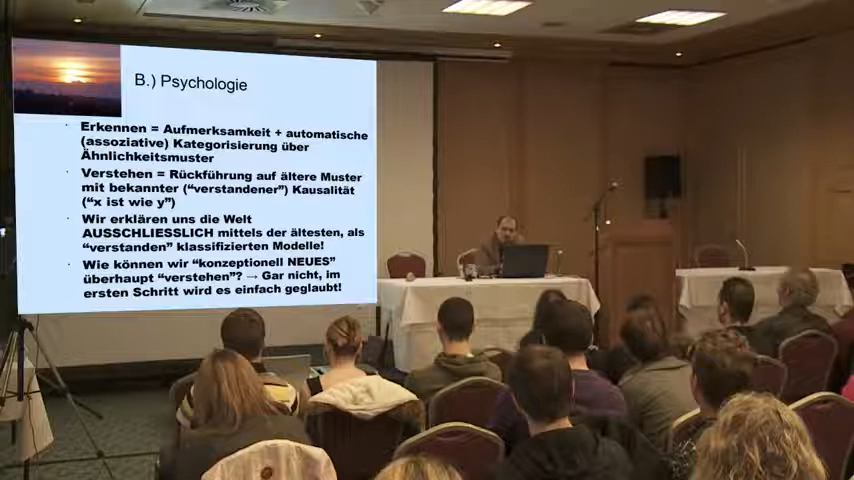 B.) Psychologie
Erkennen = Aufmerksamkeit + automatische
(assoziative) Kategorisierung über
Ähnlichkeitsmuster
Verstehen = Rückführung auf ältere Muster
mit bekannter (“verstandener”) Kausalität
(“x ist wie y”)
Wir erklären uns die Welt
AUSSCHLIESSLICH mittels der ältesten, als
“verstanden” klassifizierten Modelle!
Wie können wir “konzeptionell NEUES”
überhaupt “verstehen”? → Gar nicht, im
ersten Schritt wird es einfach geglaubt!